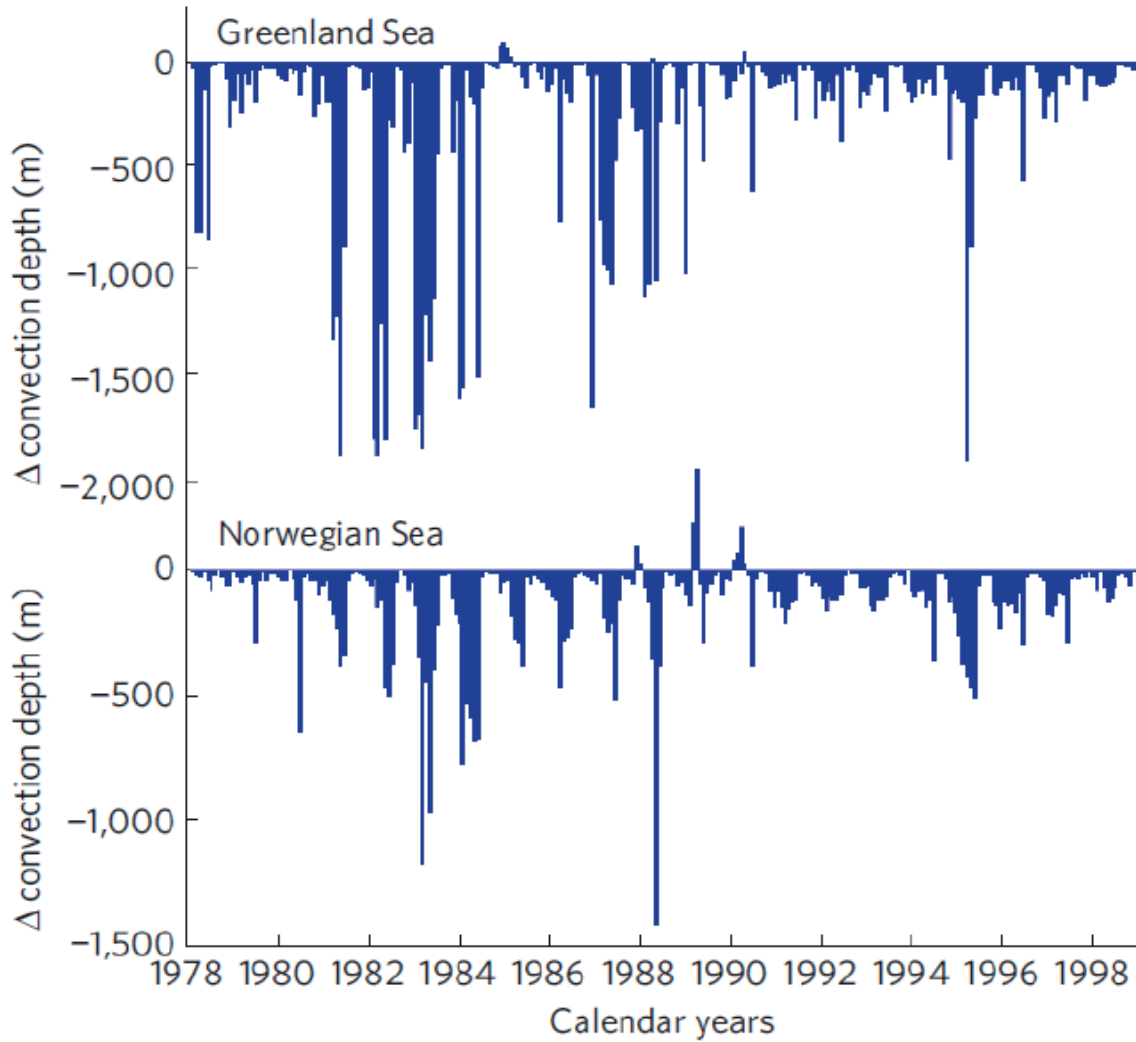 Greenland Sea
0
−500
−1,000
−1,500
−2,000
Δ convection depth (m)
Norwegian Sea
0
−500
−1,000
−1,500
Δ convection depth (m)
1978 1980 1982 1984 1986 1988 1990 1992 1994 1996 1998
Calendar years